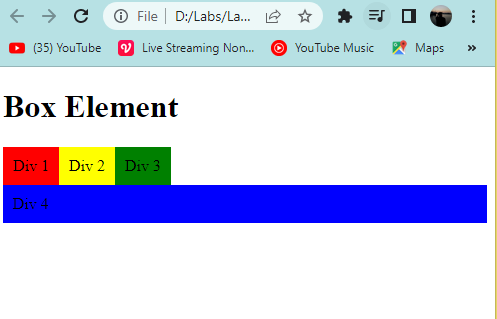 File D:/Labs/La...
(35) YouTube Live Streaming Non... YouTube Music Maps »
Box Element
Div 1 Div 2 Div 3
Div 4